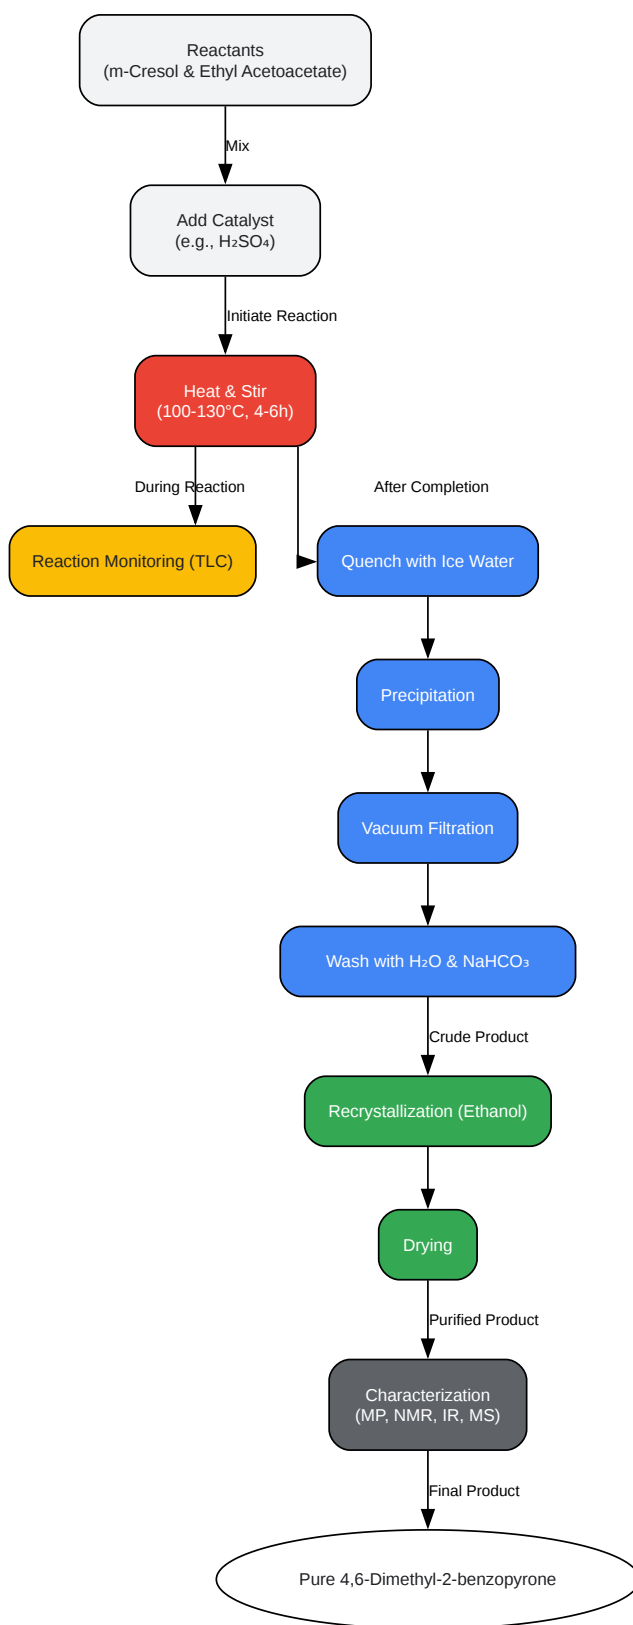 Reactants
(m-Cresol & Ethyl Acetoacetate)
Mix
Add Catalyst
(e.g., H₂SO₄)
Initiate Reaction
Heat & Stir
(100-130°C, 4-6h)
During Reaction
After Completion
Reaction Monitoring (TLC)
Quench with Ice Water
Precipitation
Vacuum Filtration
Wash with H₂O & NaHCO₃
Crude Product
Recrystallization (Ethanol)
Drying
Purified Product
Characterization
(MP, NMR, IR, MS)
Final Product
Pure 4,6-Dimethyl-2-benzopyrone